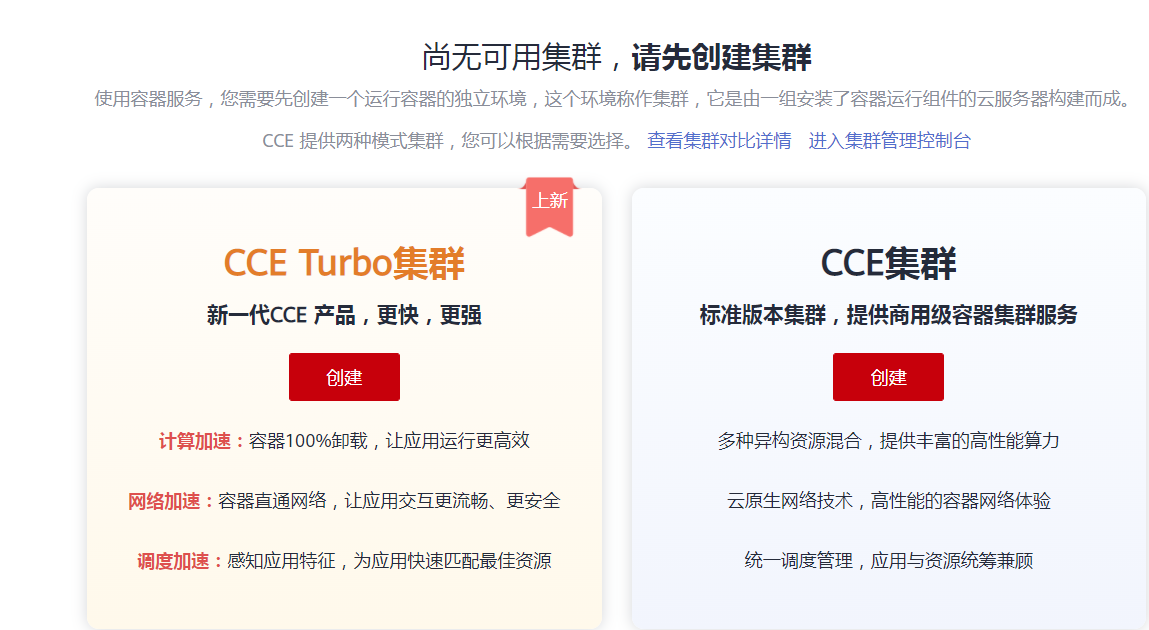 尚无可用集群，请先创建集群
使用容器服务，您需要先创建一个运行容器的独立环境，这个环境称作集群，它是由一组安装了容器运行组件的云服务器构建而成。
CCE 提供两种模式集群，您可以根据需要选择。 查看集群对比详情 进入集群管理控制台
上新
CCE Turbo集群
新一代CCE 产品，更快，更强
创建
计算加速：容器100%卸载，让应用运行更高效
网络加速：容器直通网络，让应用交互更流畅、更安全
调度加速：感知应用特征，为应用快速匹配最佳资源
CCE集群
标准版本集群，提供商用级容器集群服务
创建
多种异构资源混合，提供丰富的高性能算力
云原生网络技术，高性能的容器网络体验
统一调度管理，应用与资源统筹兼顾